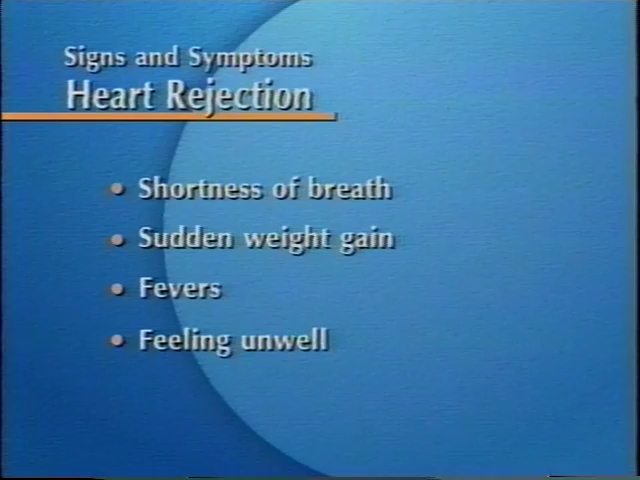 Signs and Symptoms
Heart Rejection
• Shortness of breath
• Sudden weight gain
• Fevers
• Feeling unwell